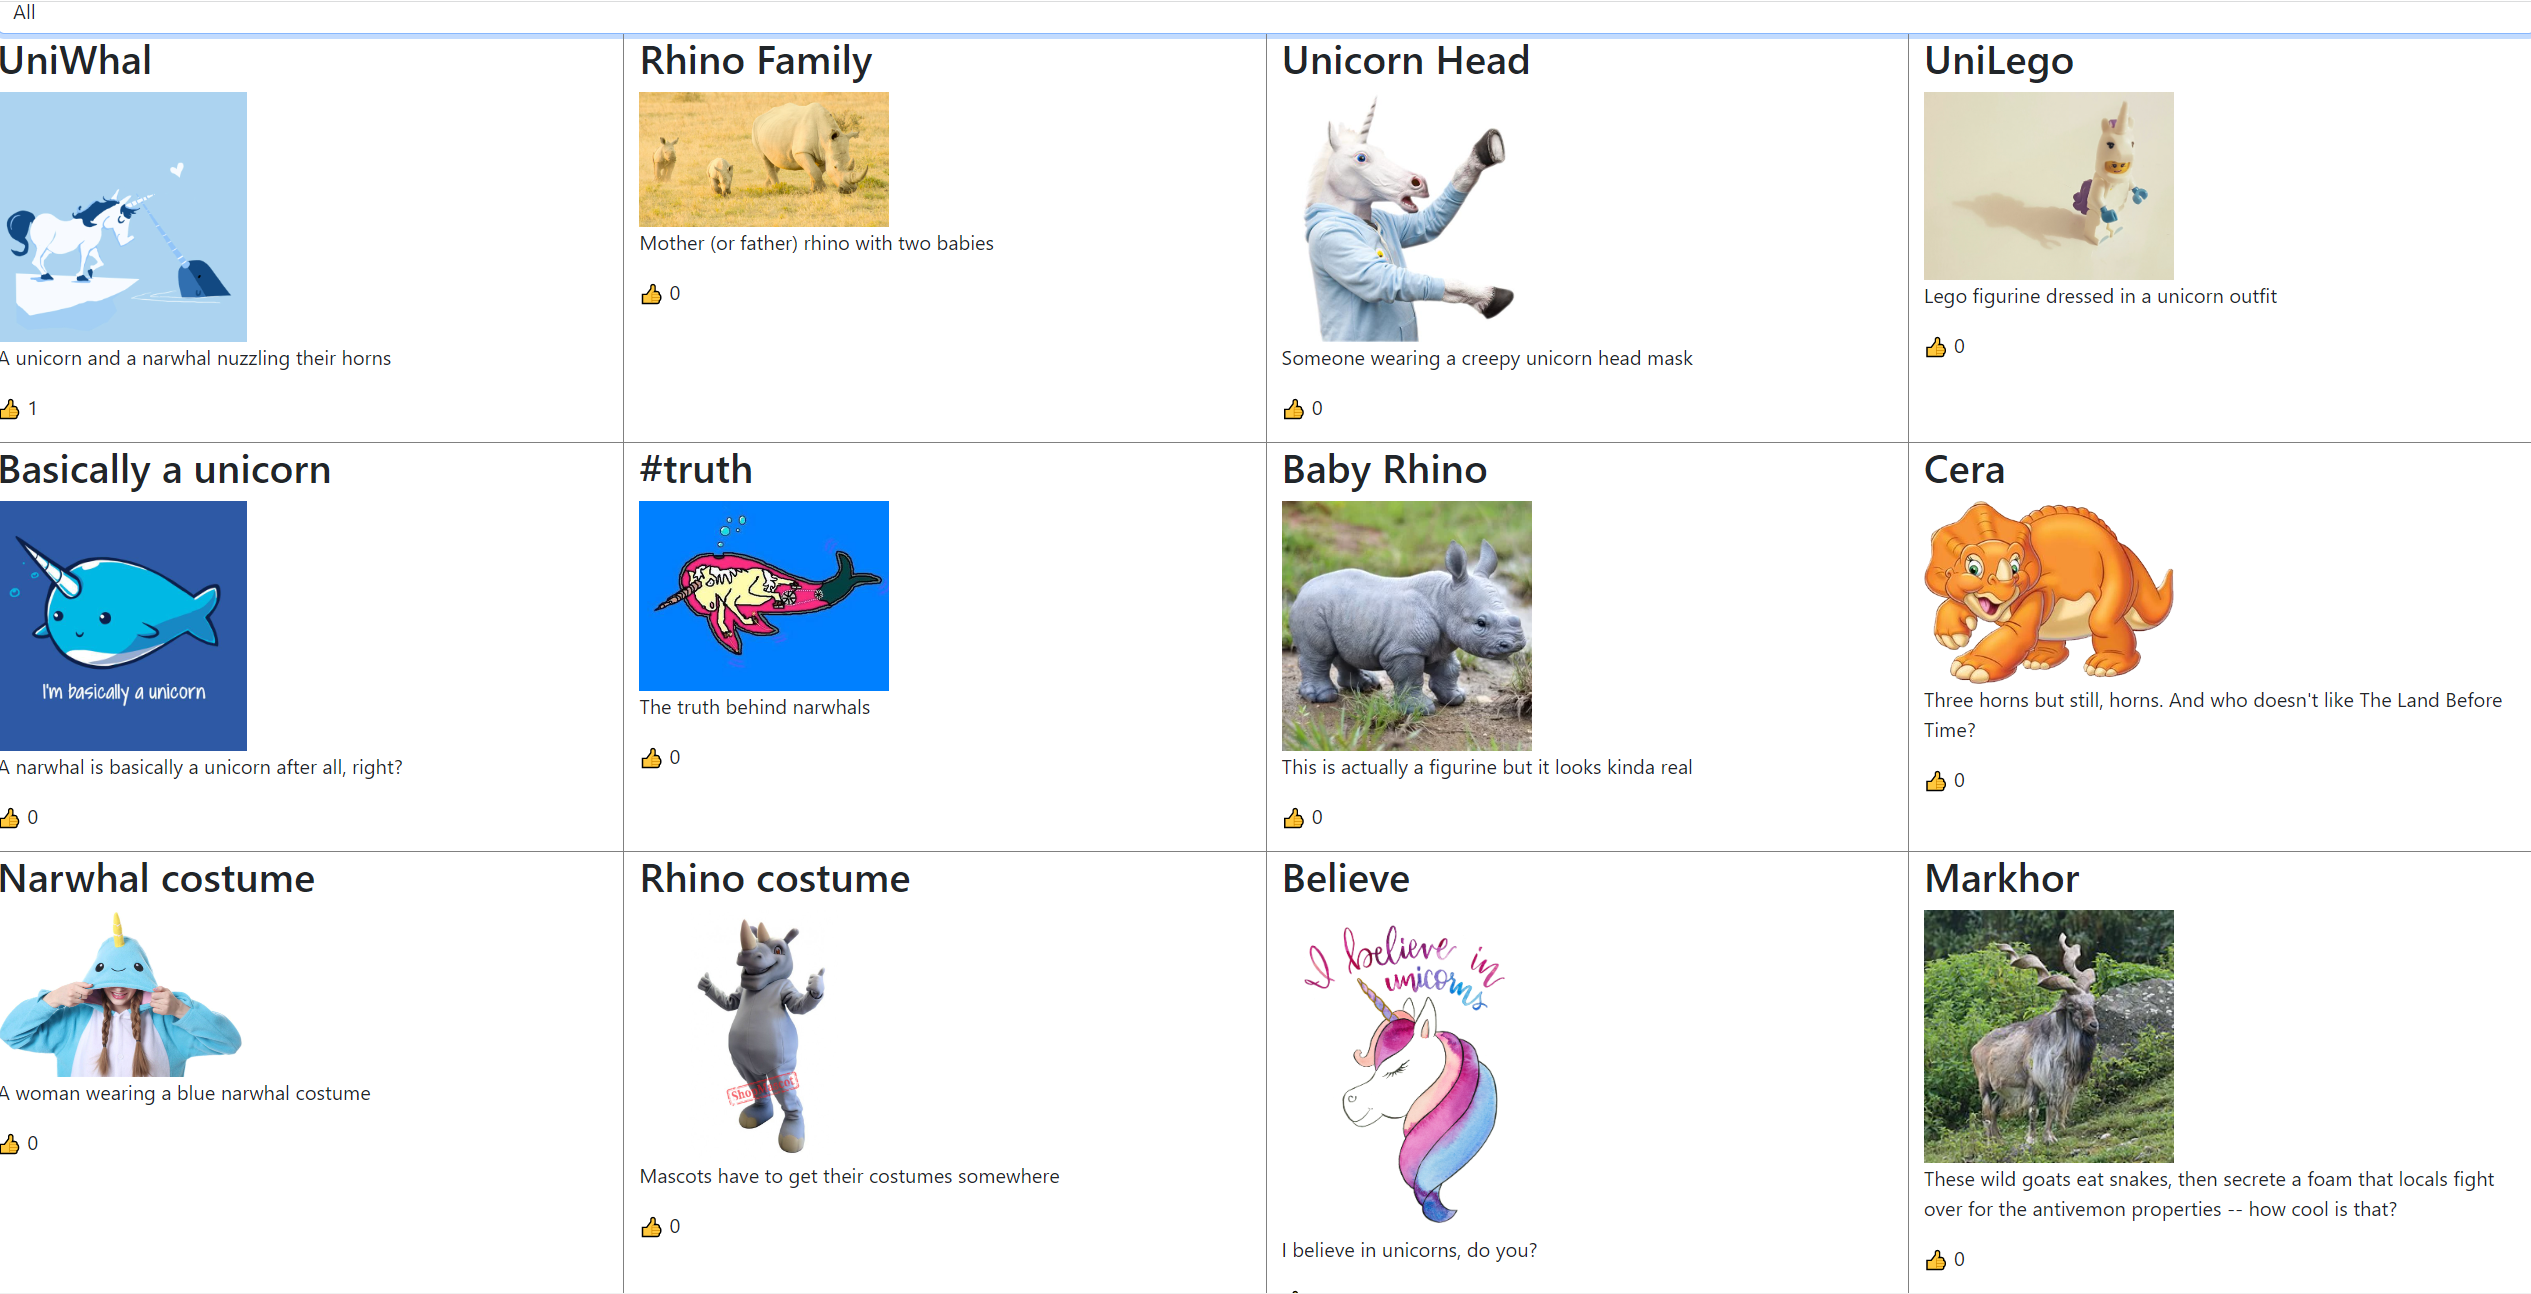 All
UniWhal
A unicorn and a narwhal nuzzling their horns
1
Rhino Family
Mother (or father) rhino with two babies
0
Unicorn Head
Someone wearing a creepy unicorn head mask
0
UniLego
Lego figurine dressed in a unicorn outfit
0
Basically a unicorn
I'm basically a unicorn
A narwhal is basically a unicorn after all, right?
0
#truth
The truth behind narwhals
0
Baby Rhino
This is actually a figurine but it looks kinda real
0
Cera
Three horns but still, horns. And who doesn't like The Land Before
Time?
0
Narwhal costume
A woman wearing a blue narwhal costume
0
Rhino costume
Mascots have to get their costumes somewhere
0
Believe
I believe in
unicorns
I believe in unicorns, do you?
Markhor
These wild goats eat snakes, then secrete a foam that locals fight
over for the antivemon properties -- how cool is that?
0